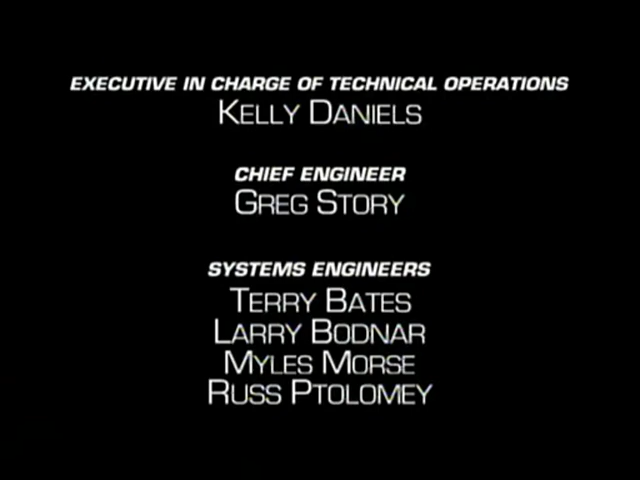 EXECUTIVE IN CHARGE OF TECHNICAL OPERATIONS
KELLY DANIELS
CHIEF ENGINEER
GREG STORY
SYSTEMS ENGINEERS
TERRY BATES
LARRY BODNAR
MYLES MORSE
RUSS PTOLOMEY